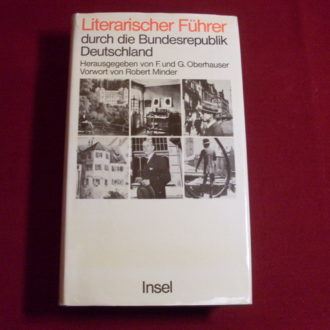 Literarischer Führer
durch die Bundesrepublik
Deutschland
Herausgegeben von F. und G. Oberhauser
Vorwort von Robert Minder
Insel